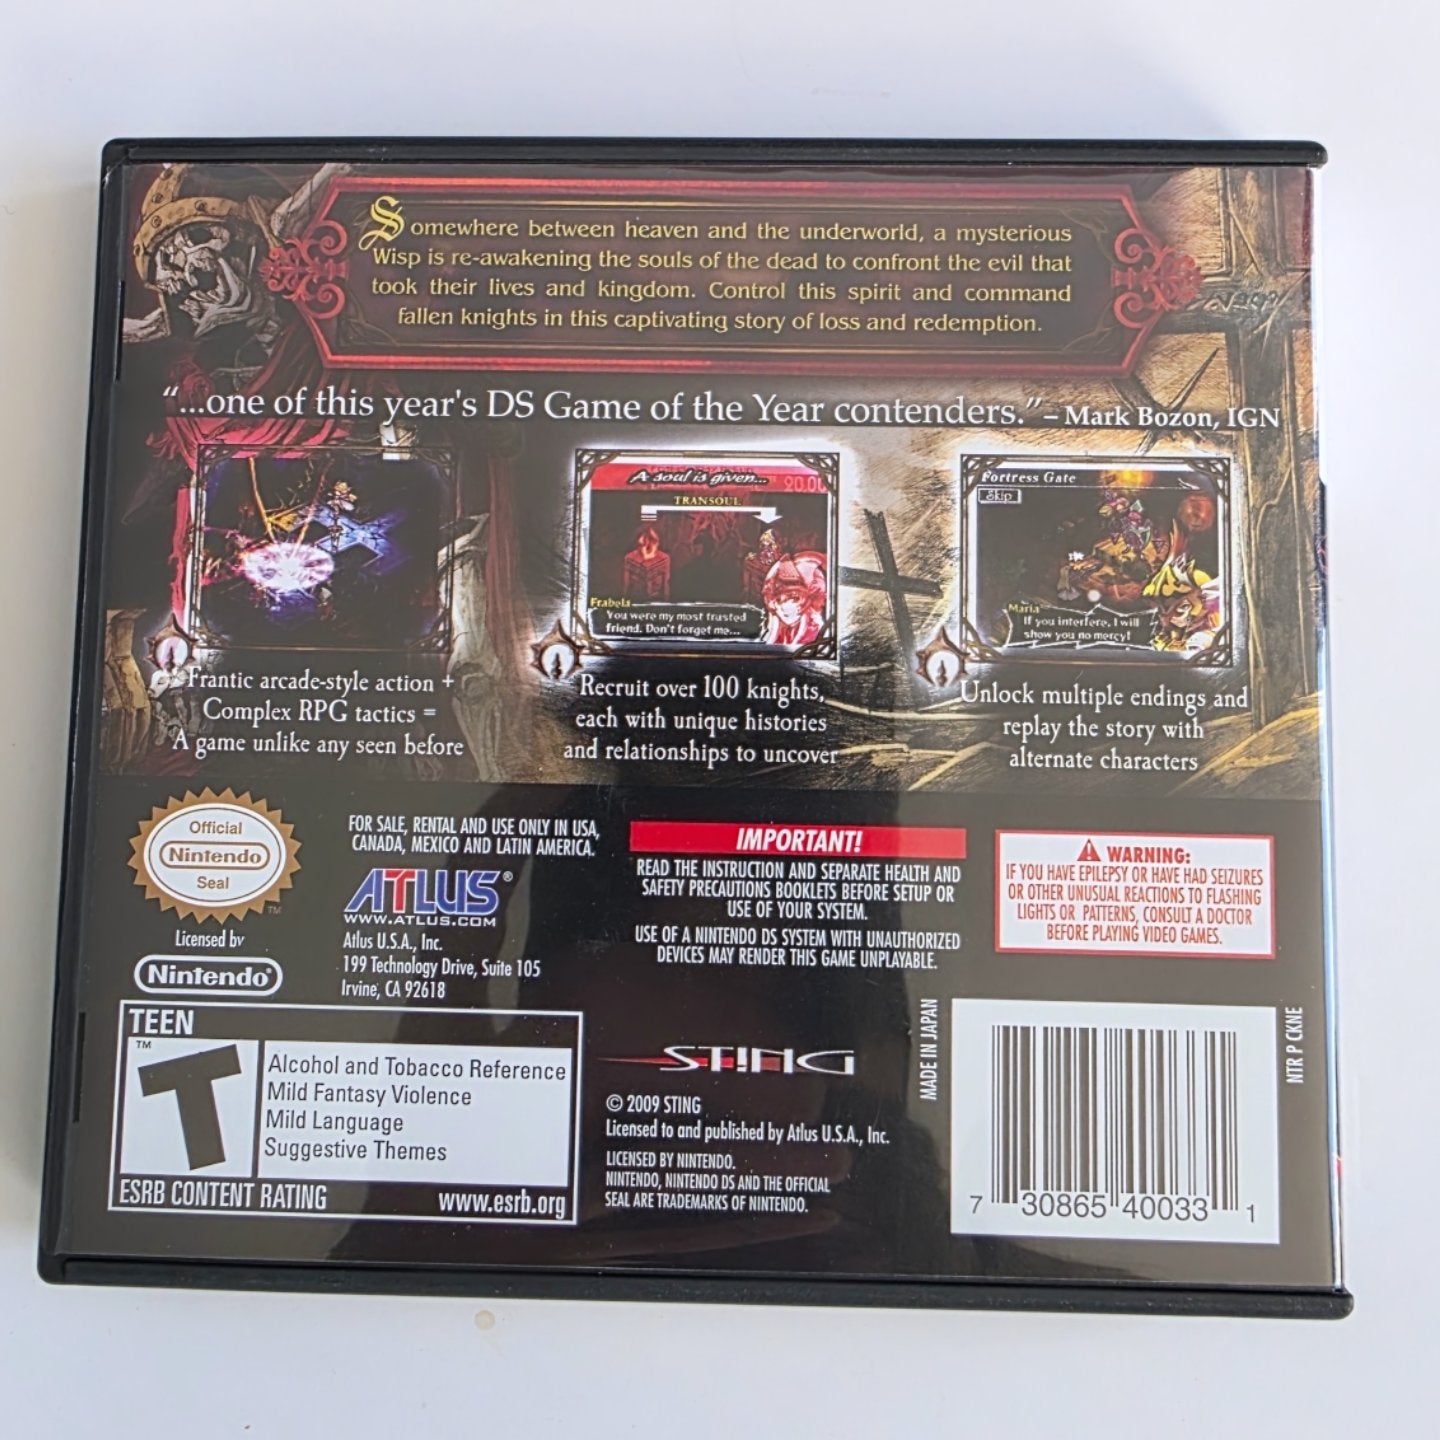 Somewhere between heaven and the underworld, a mysterious
Wisp is re-awakening the souls of the dead to confront the evil that
took their lives and kingdom. Control this spirit and command
fallen knights in this captivating story of loss and redemption.
"...one of this year's DS Game of the Year contenders." – Mark Bozon, IGN
A soul is given...
20.00
TRANSOUL
Frabela
You were my most trusted
friend. Don't forget me...
Fortress Gate
Skip
Maria
If you interfere, I will
show you no mercy!
Frantic arcade-style action +
Complex RPG tactics =
A game unlike any seen before
Recruit over 100 knights,
each with unique histories
and relationships to uncover
Unlock multiple endings and
replay the story with
alternate characters
Official
Nintendo
Seal
TM
Licensed by
Nintendo®
FOR SALE, RENTAL AND USE ONLY IN USA,
CANADA, MEXICO AND LATIN AMERICA.
ATLUS®
WWW.ATLUS.COM
Atlus U.S.A., Inc.
199 Technology Drive, Suite 105
Irvine, CA 92618
IMPORTANT!
READ THE INSTRUCTION AND SEPARATE HEALTH AND
SAFETY PRECAUTIONS BOOKLETS BEFORE SETUP OR
USE OF YOUR SYSTEM.
USE OF A NINTENDO DS SYSTEM WITH UNAUTHORIZED
DEVICES MAY RENDER THIS GAME UNPLAYABLE.
WARNING:
IF YOU HAVE EPILEPSY OR HAVE HAD SEIZURES
OR OTHER UNUSUAL REACTIONS TO FLASHING
LIGHTS OR PATTERNS, CONSULT A DOCTOR
BEFORE PLAYING VIDEO GAMES.
TEEN
TM
T
Alcohol and Tobacco Reference
Mild Fantasy Violence
Mild Language
Suggestive Themes
ESRB CONTENT RATING www.esrb.org
STING
© 2009 STING
Licensed to and published by Atlus U.S.A., Inc.
LICENSED BY NINTENDO.
NINTENDO, NINTENDO DS AND THE OFFICIAL
SEAL ARE TRADEMARKS OF NINTENDO.
MADE IN JAPAN
7 30865 40033 1
NTR P CKNE